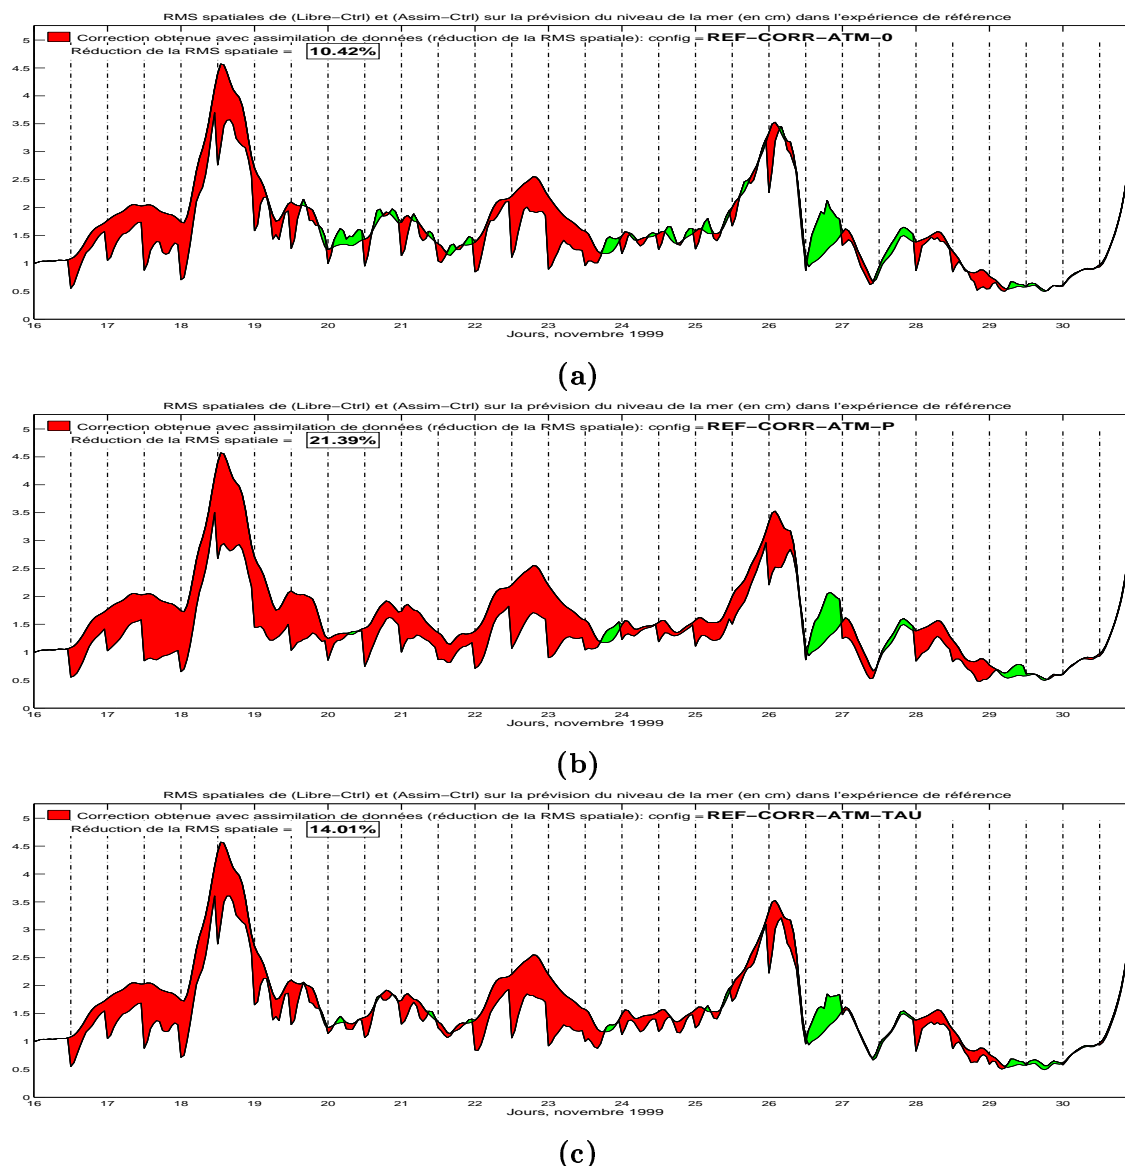 RMS spatiales de (Libre−Ctrl) et (Assim−Ctrl) sur la prévision du niveau de la mer (en cm) dans l'expérience de référence
Correction obtenue avec assimilation de données (réduction de la RMS spatiale): config = REF−CORR−ATM−0
Réduction de la RMS spatiale = 10.42%
5
4.5
4
3.5
3
2.5
2
1.5
1
0.5
0
16 17 18 19 20 21 22 23 24 25 26 27 28 29 30
Jours, novembre 1999
(a)
RMS spatiales de (Libre−Ctrl) et (Assim−Ctrl) sur la prévision du niveau de la mer (en cm) dans l'expérience de référence
Correction obtenue avec assimilation de données (réduction de la RMS spatiale): config = REF−CORR−ATM−P
Réduction de la RMS spatiale = 21.39%
5
4.5
4
3.5
3
2.5
2
1.5
1
0.5
0
16 17 18 19 20 21 22 23 24 25 26 27 28 29 30
Jours, novembre 1999
(b)
RMS spatiales de (Libre−Ctrl) et (Assim−Ctrl) sur la prévision du niveau de la mer (en cm) dans l'expérience de référence
Correction obtenue avec assimilation de données (réduction de la RMS spatiale): config = REF−CORR−ATM−TAU
Réduction de la RMS spatiale = 14.01%
5
4.5
4
3.5
3
2.5
2
1.5
1
0.5
0
16 17 18 19 20 21 22 23 24 25 26 27 28 29 30
Jours, novembre 1999
(c)